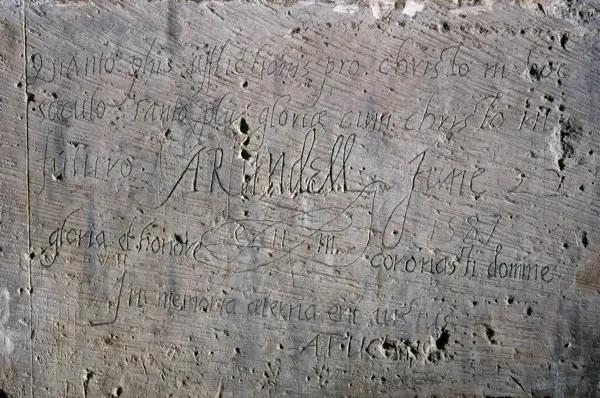 Quanto plus afflictionis pro christo in hoc
saeculo Tanto plus gloriae cum christo in
futuro. ARundell June 22
1587
gloria et honore eum coronasti domine
In memoria aeterna erit iustus